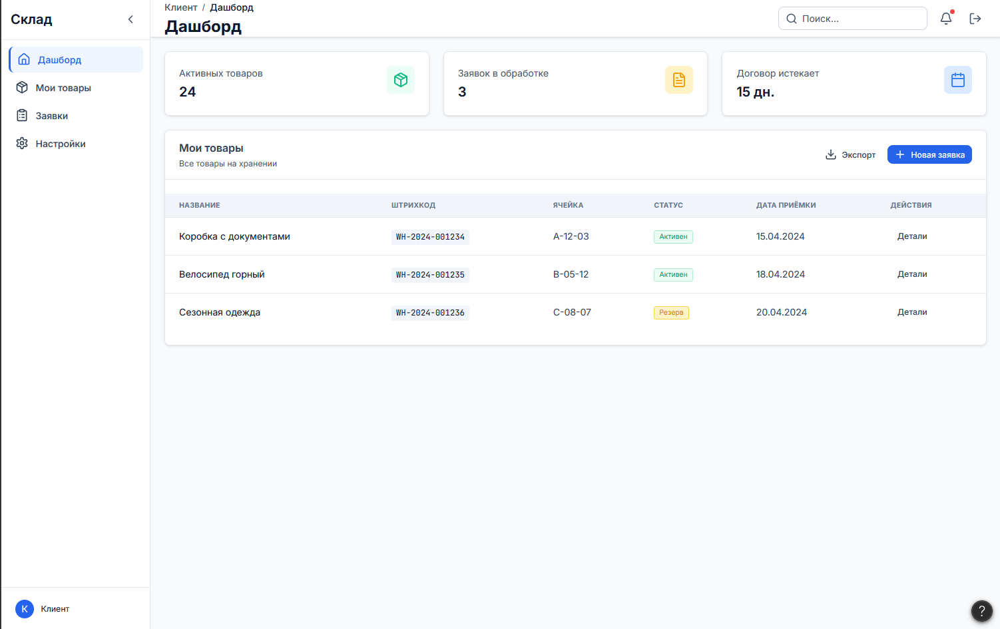 Склад
Дашборд
Мои товары
Заявки
Настройки
К Клиент
Клиент / Дашборд
Дашборд
Поиск...
Активных товаров
24
Заявок в обработке
3
Договор истекает
15 дн.
Мои товары
Все товары на хранении
Экспорт
Новая заявка
НАЗВАНИЕ ШТРИХКОД ЯЧЕЙКА СТАТУС ДАТА ПРИЁМКИ ДЕЙСТВИЯ
Коробка с документами WH-2024-001234 A-12-03 Активен 15.04.2024 Детали
Велосипед горный WH-2024-001235 B-05-12 Активен 18.04.2024 Детали
Сезонная одежда WH-2024-001236 C-08-07 Резерв 20.04.2024 Детали
?